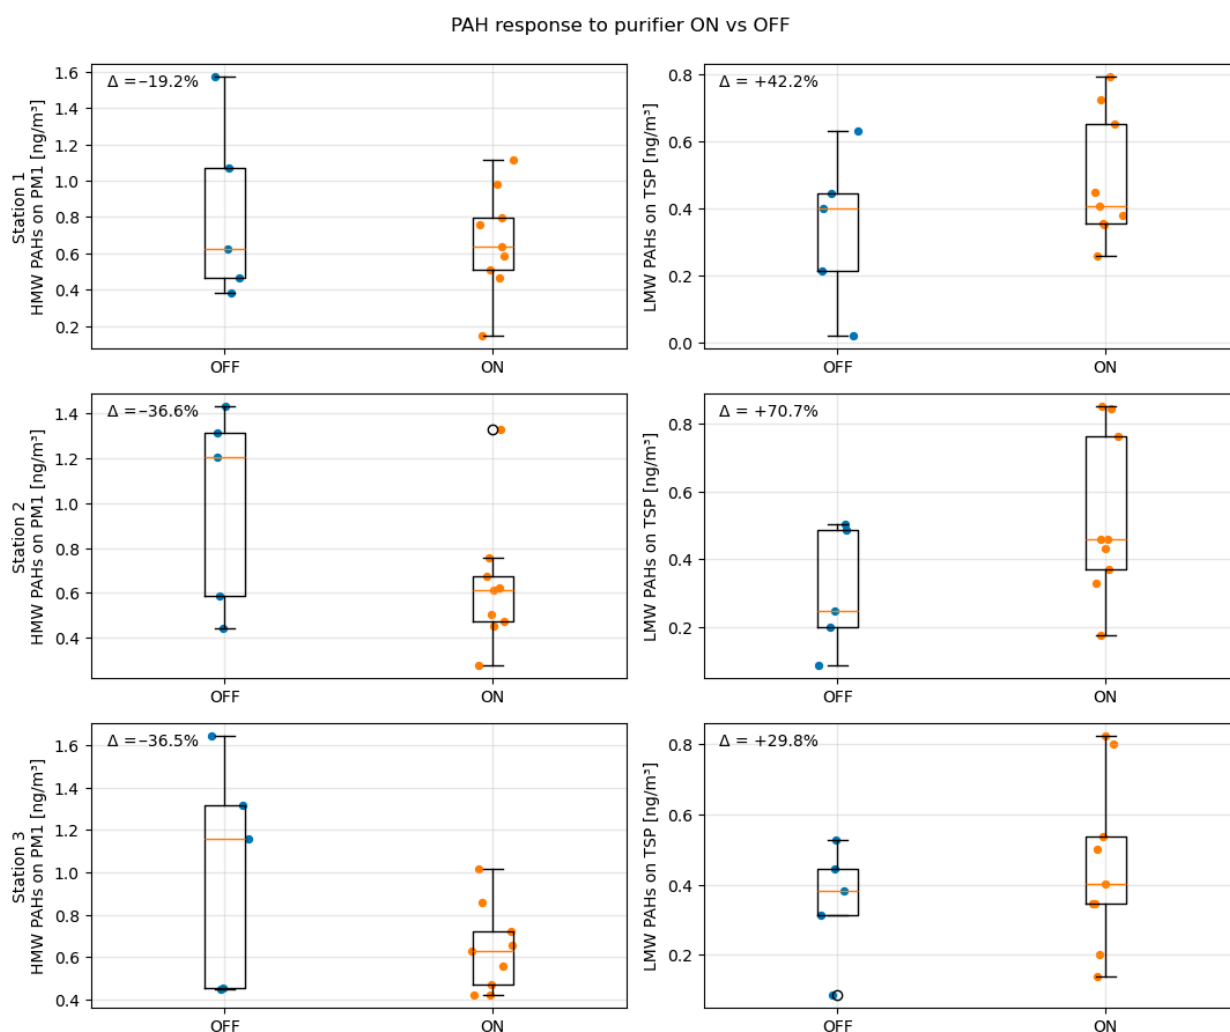 PAH response to purifier ON vs OFF
Station 1
HMW PAHs on PM1 [ng/m³]
1.6
1.4
1.2
1.0
0.8
0.6
0.4
0.2
Δ =–19.2%
OFF
ON
LMW PAHs on TSP [ng/m³]
0.8
0.6
0.4
0.2
0.0
Δ = +42.2%
OFF
ON
Station 2
HMW PAHs on PM1 [ng/m³]
1.4
1.2
1.0
0.8
0.6
0.4
Δ =–36.6%
OFF
ON
LMW PAHs on TSP [ng/m³]
0.8
0.6
0.4
0.2
Δ = +70.7%
OFF
ON
Station 3
HMW PAHs on PM1 [ng/m³]
1.6
1.4
1.2
1.0
0.8
0.6
0.4
Δ =–36.5%
OFF
ON
LMW PAHs on TSP [ng/m³]
0.8
0.6
0.4
0.2
Δ = +29.8%
OFF
ON